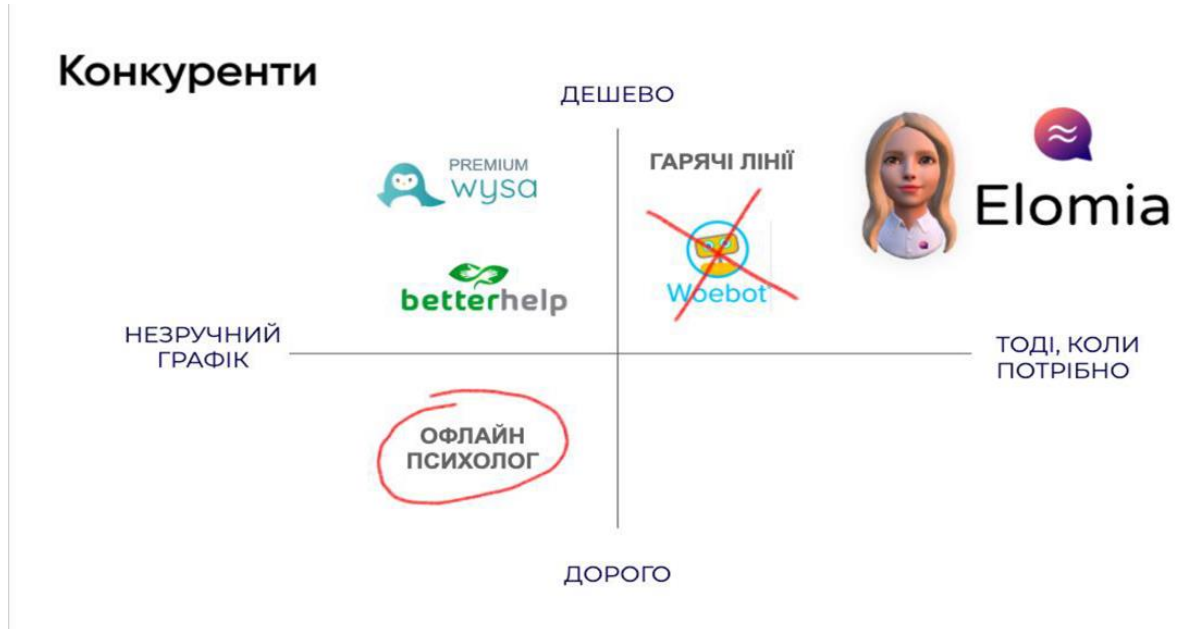 Конкуренти
ДЕШЕВО
PREMIUM
wysa
ГАРЯЧІ ЛІНІЇ
Elomia
Woebot
betterhelp
НЕЗРУЧНИЙ
ГРАФІК
ТОДІ, КОЛИ
ПОТРІБНО
ОФЛАЙН
ПСИХОЛОГ
ДОРОГО